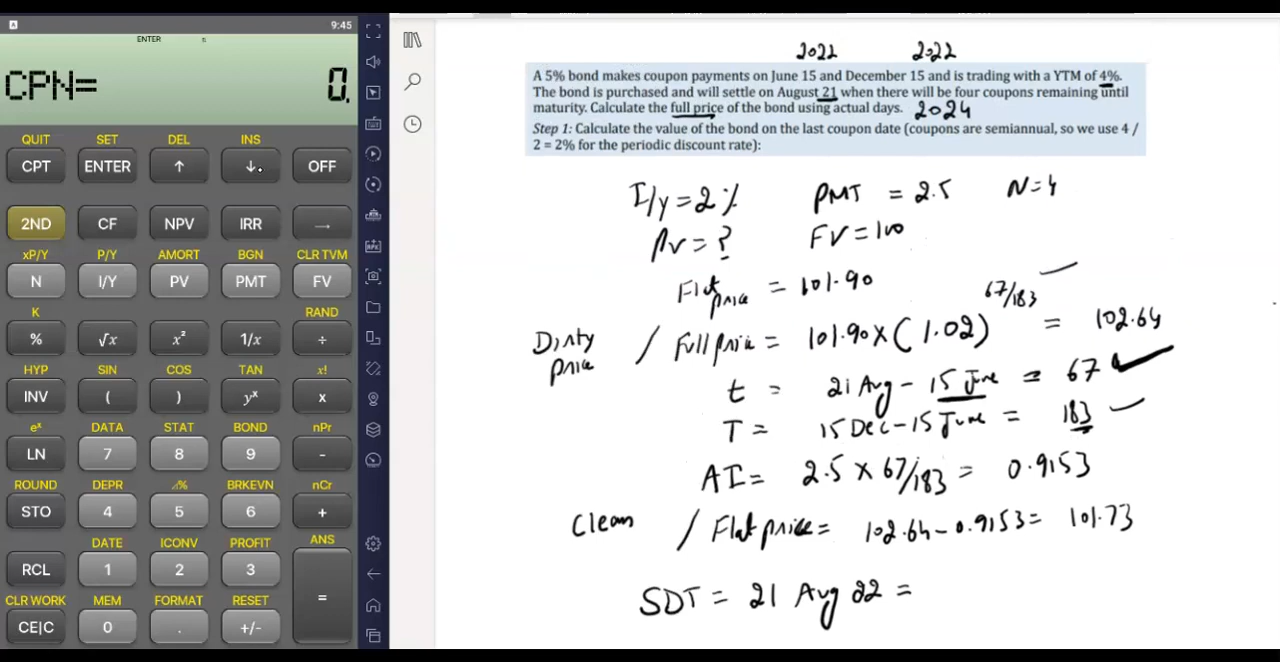 9:45
ENTER
CPN= 0.
QUIT SET DEL INS
CPT ENTER ↑ ↓ OFF
2ND CF NPV IRR →
xP/Y P/Y AMORT BGN CLR TVM
N I/Y PV PMT FV
K RAND
% √x x² 1/x ÷
HYP SIN COS TAN x!
INV ( ) yˣ x
eˣ DATA STAT BOND nPr
LN 7 8 9 -
ROUND DEPR ⊿% BRKEVN nCr
STO 4 5 6 +
DATE ICONV PROFIT ANS
RCL 1 2 3 =
CLR WORK MEM FORMAT RESET
CE|C 0 . +/-
2022 2022
A 5% bond makes coupon payments on June 15 and December 15 and is trading with a YTM of 4%.
The bond is purchased and will settle on August 21 when there will be four coupons remaining until
maturity. Calculate the full price of the bond using actual days. 2024
Step 1: Calculate the value of the bond on the last coupon date (coupons are semiannual, so we use 4 /
2 = 2% for the periodic discount rate):
I/y = 2% PMT = 2.5 N=4
PV = ? FV = 100
Flat price = 101.90
Dirty price / Full price = 101.90 x (1.02)^67/183 = 102.64
t = 21 Aug - 15 June = 67
T = 15 Dec - 15 June = 183
AI = 2.5 x 67/183 = 0.9153
Clean / Flat price = 102.64 - 0.9153 = 101.73
SDT = 21 Aug 22 =